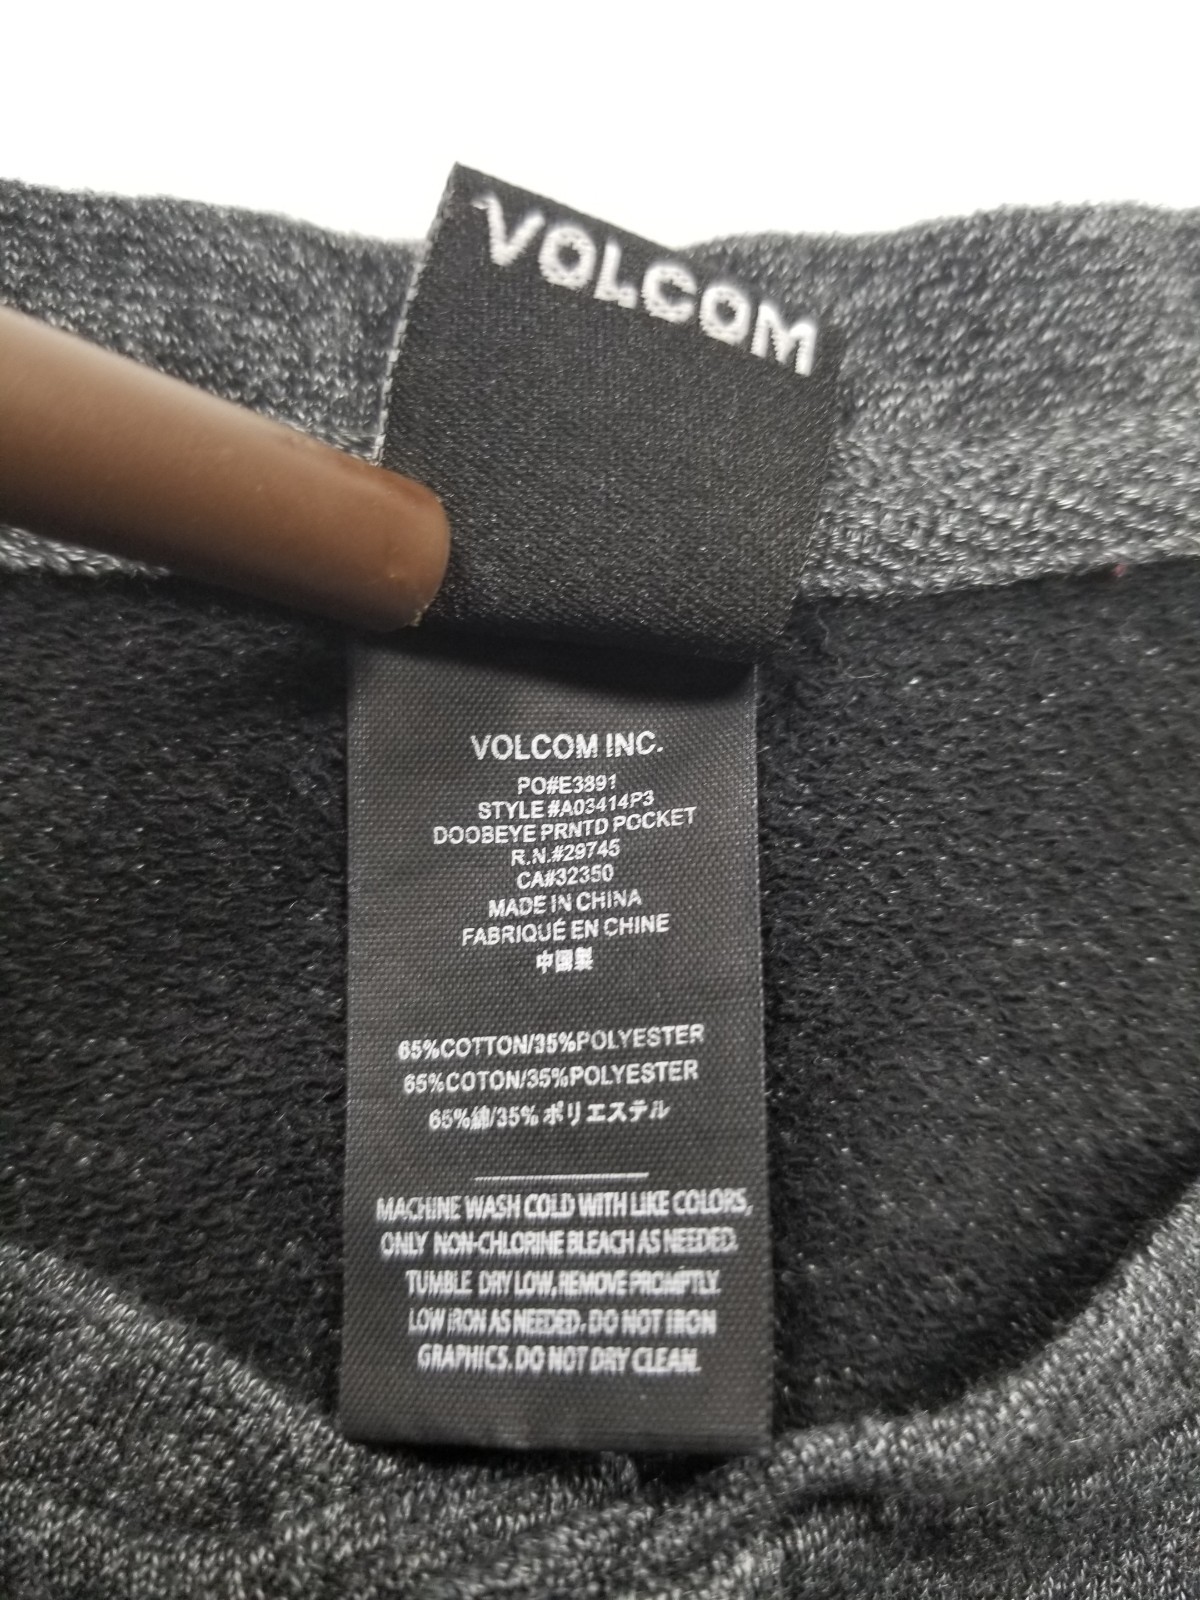 VOLCOM
VOLCOM INC.
PO#E3891
STYLE #A03414P3
DOOBEYE PRNTD POCKET
R.N.#29745
CA#32350
MADE IN CHINA
FABRIQUÉ EN CHINE
中国製
65%COTTON/35%POLYESTER
65%COTON/35%POLYESTER
65%綿/35% ポリエステル
MACHINE WASH COLD WITH LIKE COLORS,
ONLY NON-CHLORINE BLEACH AS NEEDED.
TUMBLE DRY LOW, REMOVE PROMPTLY.
LOW IRON AS NEEDED. DO NOT IRON
GRAPHICS. DO NOT DRY CLEAN.